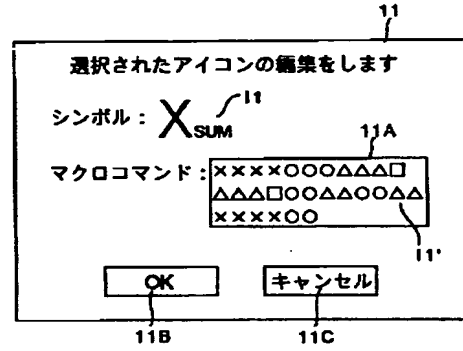 11
選択されたアイコンの編集をします
シンボル： XSUM I1
11A
マクロコマンド： ××××○○○△△△□
△△△□○○△△○○△△
××××○○
I1'
OK キャンセル
11B 11C